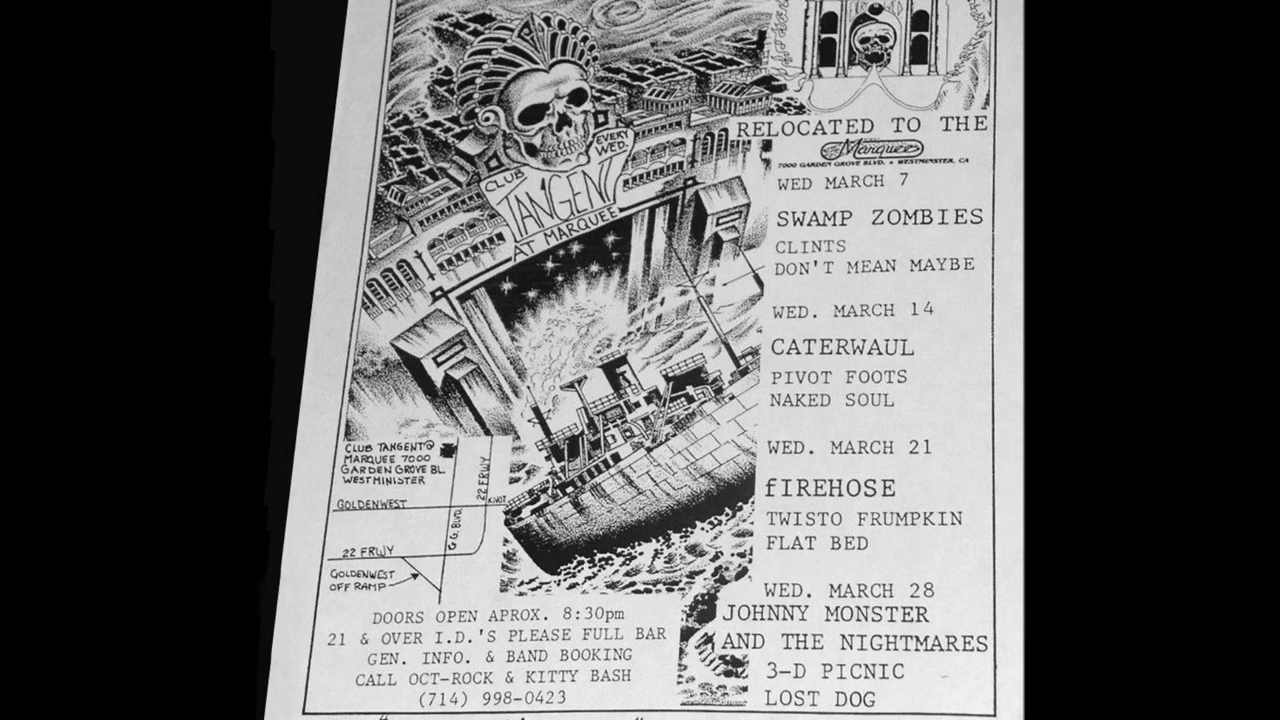 EVERY
WED.
CLUB
TANGENT
AT MARQUEE
RELOCATED TO THE
Marquee
7000 GARDEN GROVE BLVD. • WESTMINSTER, CA
WED MARCH 7
SWAMP ZOMBIES
CLINTS
DON'T MEAN MAYBE
WED. MARCH 14
CATERWAUL
PIVOT FOOTS
NAKED SOUL
WED. MARCH 21
fIREHOSE
TWISTO FRUMPKIN
FLAT BED
WED. MARCH 28
JOHNNY MONSTER
AND THE NIGHTMARES
3-D PICNIC
LOST DOG
CLUB TANGENT@
MARQUEE 7000
GARDEN GROVE BL.
WESTMINISTER
GOLDENWEST
22 FRWY
KNOT
G.G. BLVD.
22 FRWY
GOLDENWEST
OFF RAMP
DOORS OPEN APROX. 8:30pm
21 & OVER I.D.'S PLEASE FULL BAR
GEN. INFO. & BAND BOOKING
CALL OCT-ROCK & KITTY BASH
(714) 998-0423